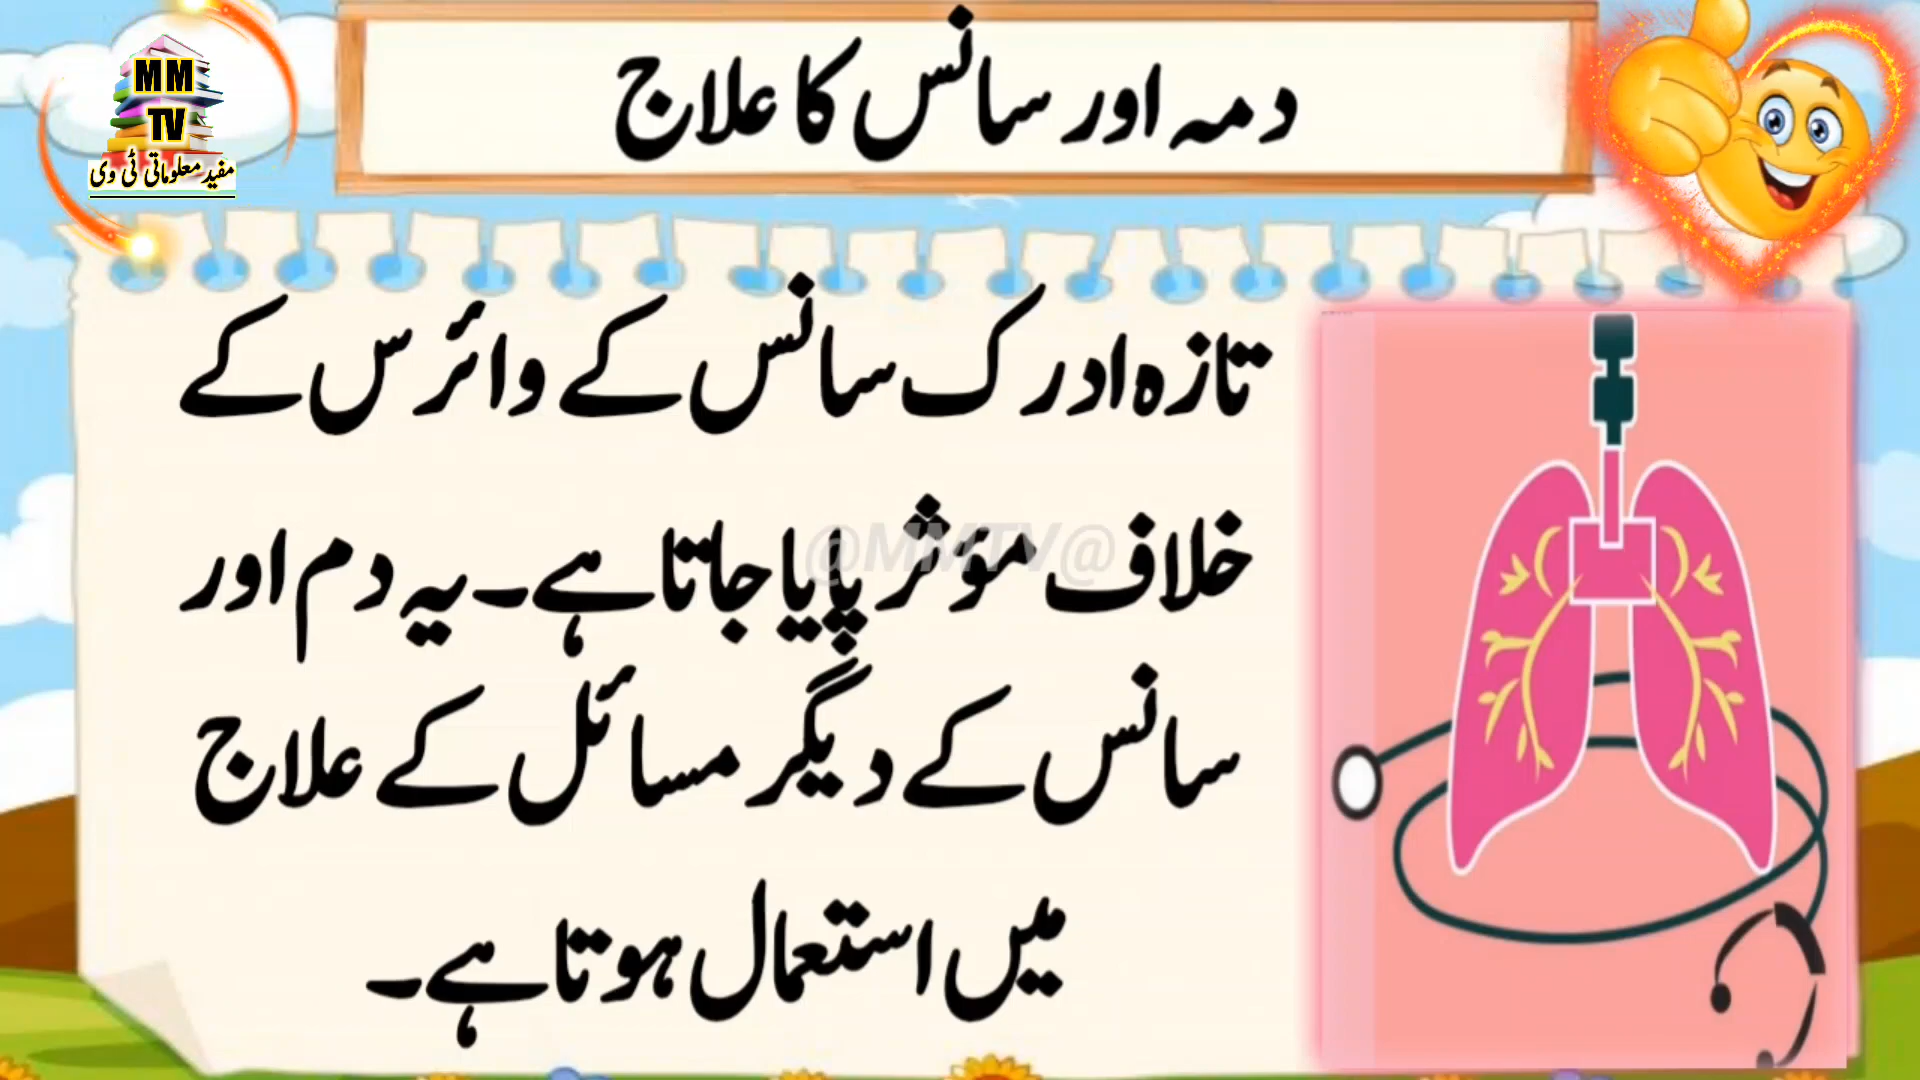 MM
TV
مفید معلوماتی ٹی وی
دمہ اور سانس کا علاج
تازہ ادرک سانس کے وائرس کے
خلاف مؤثر پایا جاتا ہے۔ یہ دم اور
@MMTV@
سانس کے دیگر مسائل کے علاج
میں استعمال ہوتا ہے۔